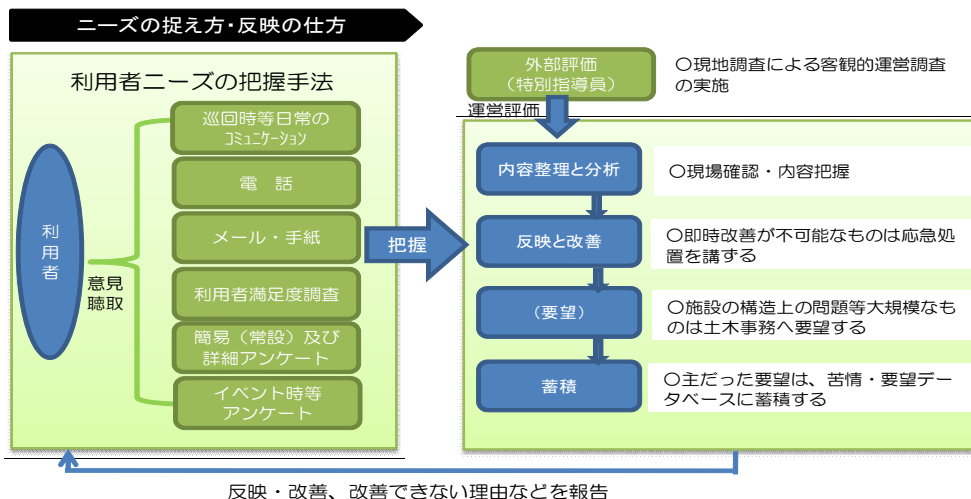 ニーズの捉え方・反映の仕方
利用者ニーズの把握手法
利用者
意見
聴取
巡回時等日常の
コミュニケーション
電　話
メール・手紙
利用者満足度調査
簡易（常設）及び
詳細アンケート
イベント時等
アンケート
把握
外部評価
（特別指導員）
〇現地調査による客観的運営調査
の実施
運営評価
内容整理と分析
〇現場確認・内容把握
反映と改善
〇即時改善が不可能なものは応急処
置を講ずる
（要望）
〇施設の構造上の問題等大規模なも
のは土木事務へ要望する
蓄積
〇主だった要望は、苦情・要望デー
タベースに蓄積する
反映・改善、改善できない理由などを報告